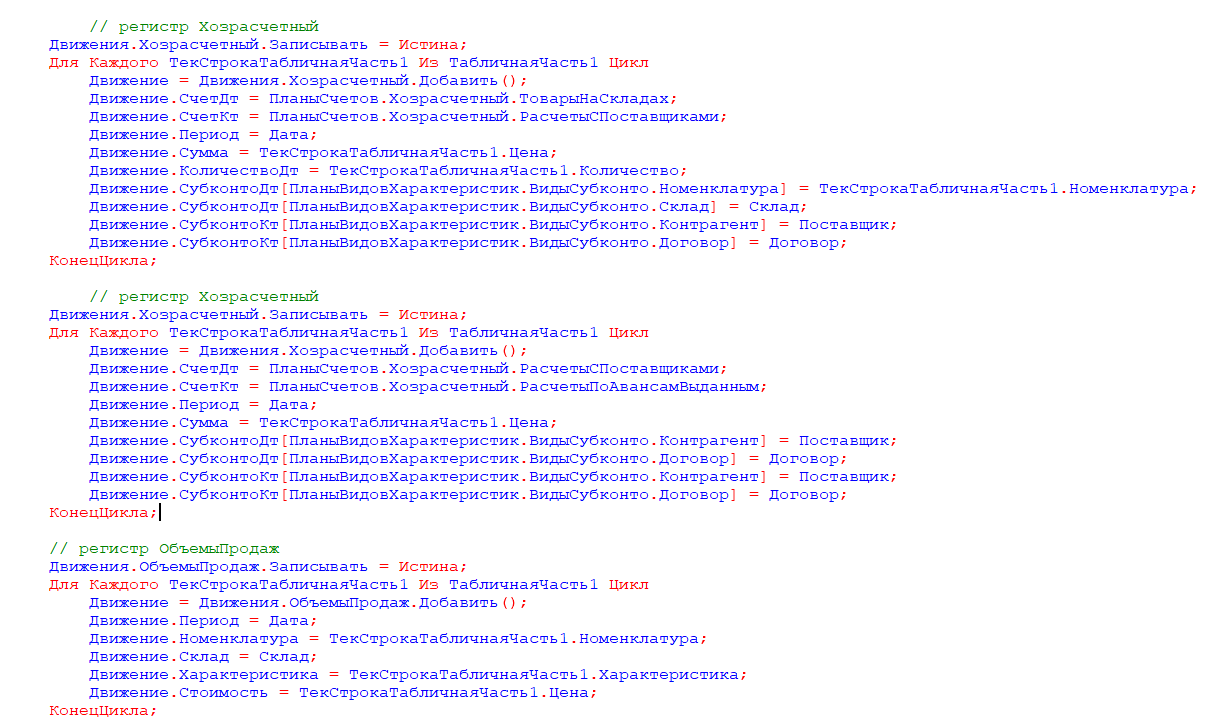 // регистр Хозрасчетный
Движения.Хозрасчетный.Записывать = Истина;
Для Каждого ТекСтрокаТабличнаяЧасть1 Из ТабличнаяЧасть1 Цикл
Движение = Движения.Хозрасчетный.Добавить();
Движение.СчетДт = ПланыСчетов.Хозрасчетный.ТоварыНаСкладах;
Движение.СчетКт = ПланыСчетов.Хозрасчетный.РасчетыСПоставщиками;
Движение.Период = Дата;
Движение.Сумма = ТекСтрокаТабличнаяЧасть1.Цена;
Движение.КоличествоДт = ТекСтрокаТабличнаяЧасть1.Количество;
Движение.СубконтоДт[ПланыВидовХарактеристик.ВидыСубконто.Номенклатура] = ТекСтрокаТабличнаяЧасть1.Номенклатура;
Движение.СубконтоДт[ПланыВидовХарактеристик.ВидыСубконто.Склад] = Склад;
Движение.СубконтоКт[ПланыВидовХарактеристик.ВидыСубконто.Контрагент] = Поставщик;
Движение.СубконтоКт[ПланыВидовХарактеристик.ВидыСубконто.Договор] = Договор;
КонецЦикла;
// регистр Хозрасчетный
Движения.Хозрасчетный.Записывать = Истина;
Для Каждого ТекСтрокаТабличнаяЧасть1 Из ТабличнаяЧасть1 Цикл
Движение = Движения.Хозрасчетный.Добавить();
Движение.СчетДт = ПланыСчетов.Хозрасчетный.РасчетыСПоставщиками;
Движение.СчетКт = ПланыСчетов.Хозрасчетный.РасчетыПоАвансамВыданным;
Движение.Период = Дата;
Движение.Сумма = ТекСтрокаТабличнаяЧасть1.Цена;
Движение.СубконтоДт[ПланыВидовХарактеристик.ВидыСубконто.Контрагент] = Поставщик;
Движение.СубконтоДт[ПланыВидовХарактеристик.ВидыСубконто.Договор] = Договор;
Движение.СубконтоКт[ПланыВидовХарактеристик.ВидыСубконто.Контрагент] = Поставщик;
Движение.СубконтоКт[ПланыВидовХарактеристик.ВидыСубконто.Договор] = Договор;
КонецЦикла;
// регистр ОбъемыПродаж
Движения.ОбъемыПродаж.Записывать = Истина;
Для Каждого ТекСтрокаТабличнаяЧасть1 Из ТабличнаяЧасть1 Цикл
Движение = Движения.ОбъемыПродаж.Добавить();
Движение.Период = Дата;
Движение.Номенклатура = ТекСтрокаТабличнаяЧасть1.Номенклатура;
Движение.Склад = Склад;
Движение.Характеристика = ТекСтрокаТабличнаяЧасть1.Характеристика;
Движение.Стоимость = ТекСтрокаТабличнаяЧасть1.Цена;
КонецЦикла;